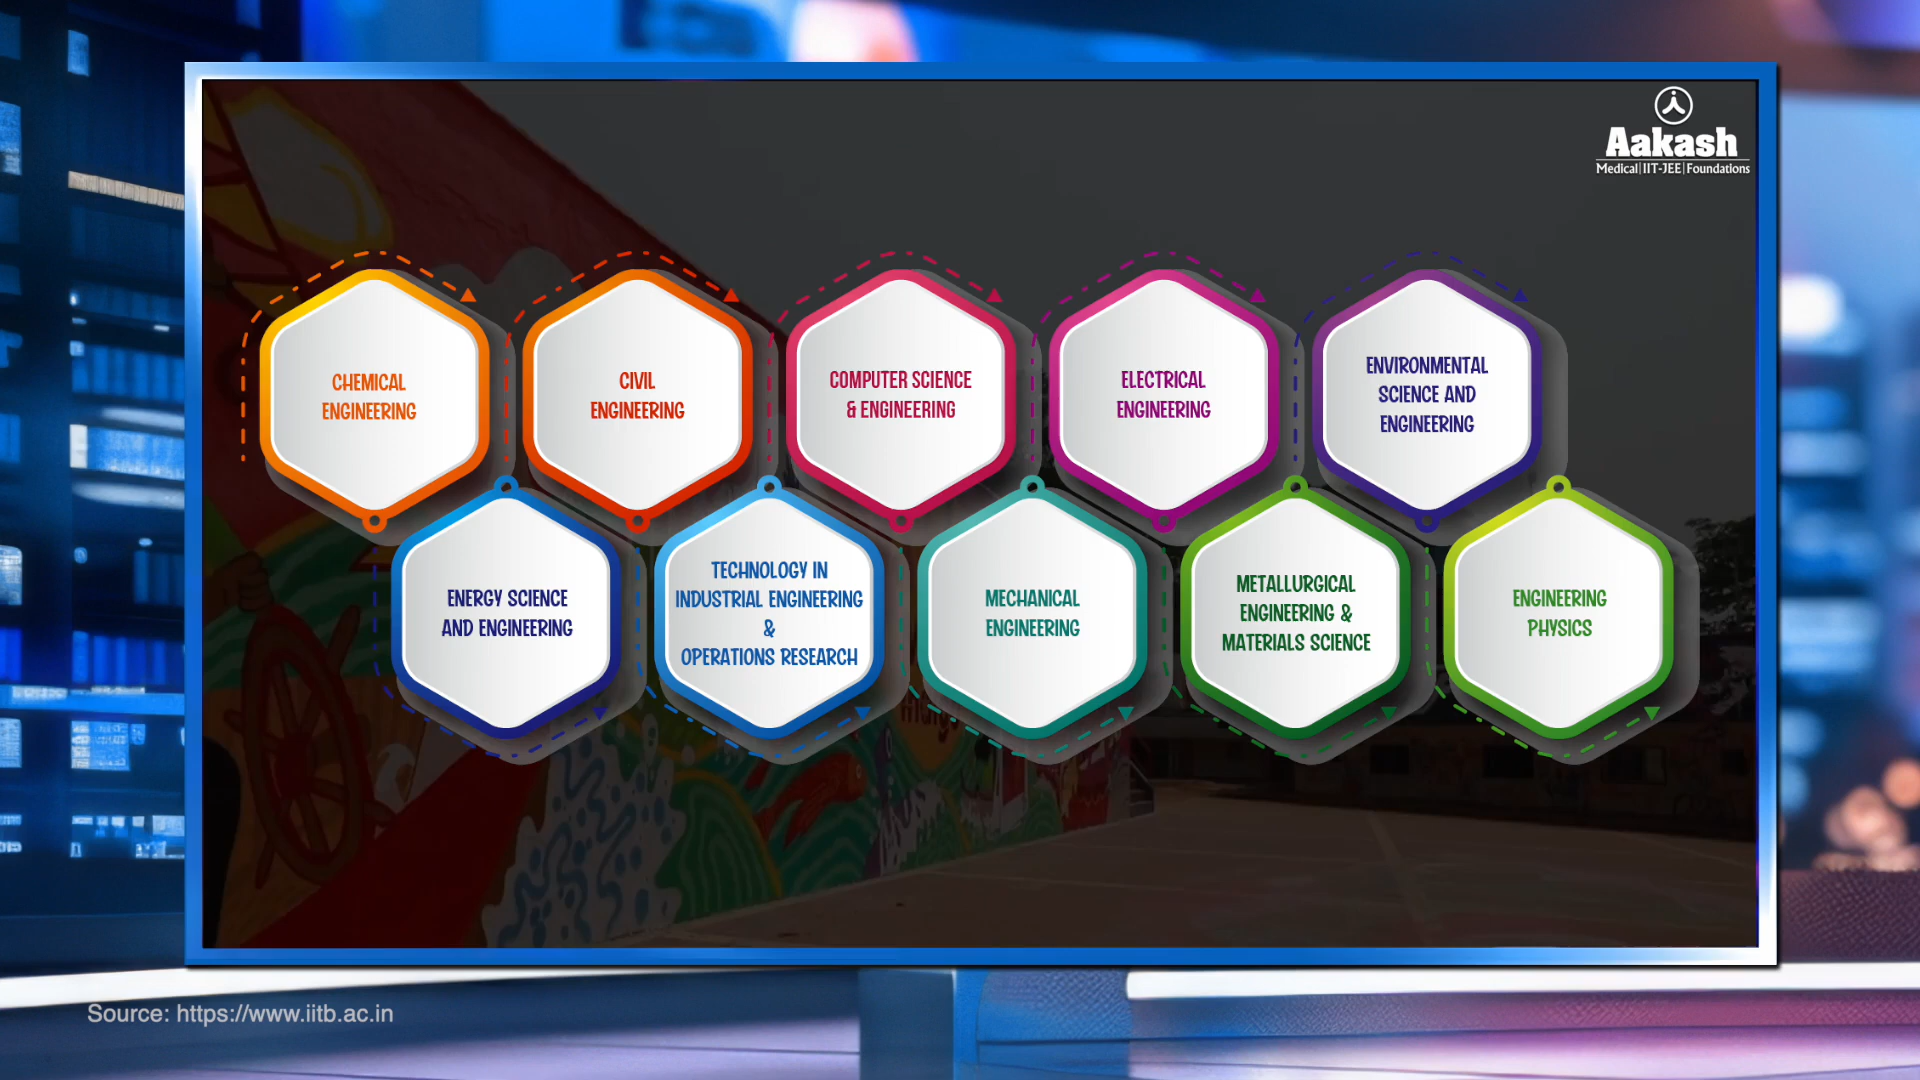 Aakash
Medical|IIT-JEE|Foundations
CHEMICAL
ENGINEERING
CIVIL
ENGINEERING
COMPUTER SCIENCE
& ENGINEERING
ELECTRICAL
ENGINEERING
ENVIRONMENTAL
SCIENCE AND
ENGINEERING
ENERGY SCIENCE
AND ENGINEERING
TECHNOLOGY IN
INDUSTRIAL ENGINEERING
&
OPERATIONS RESEARCH
MECHANICAL
ENGINEERING
METALLURGICAL
ENGINEERING &
MATERIALS SCIENCE
ENGINEERING
PHYSICS
Source: https://www.iitb.ac.in